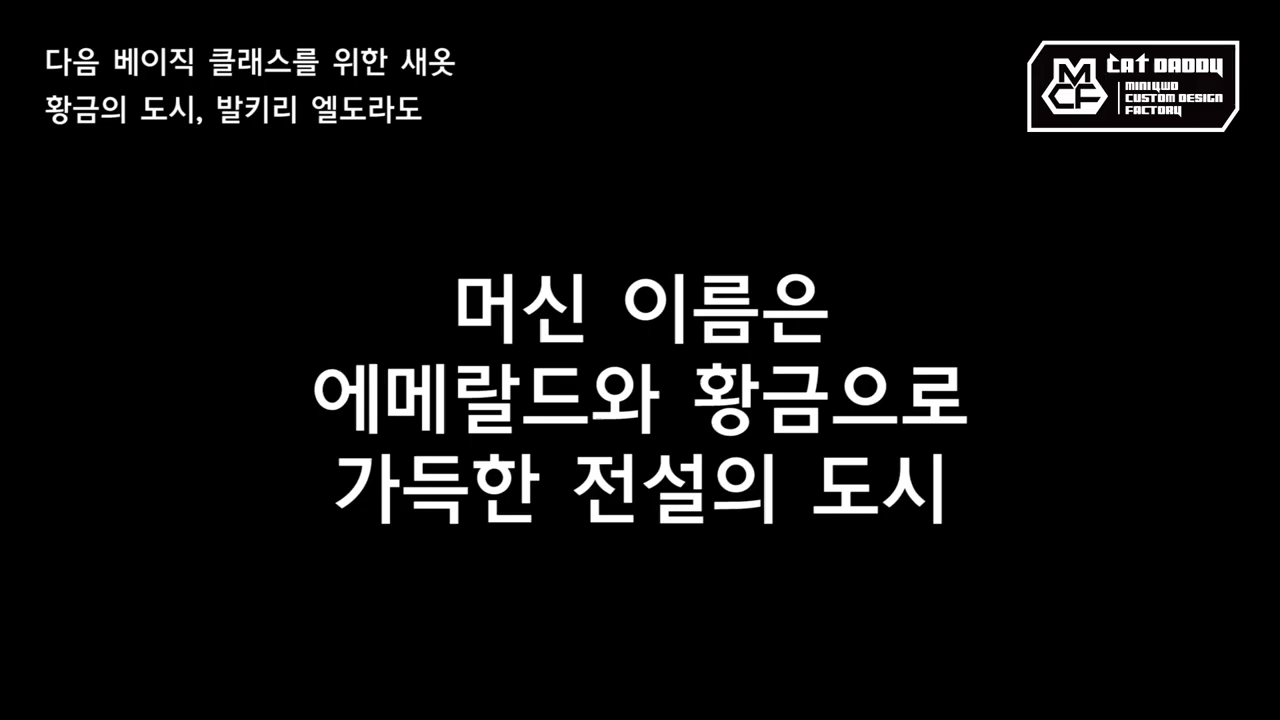 다음 베이직 클래스를 위한 새옷
황금의 도시, 발키리 엘도라도
MCF
CAT DADDY
MINI4WD
CUSTOM DESIGN
FACTORY
머신 이름은
에메랄드와 황금으로
가득한 전설의 도시